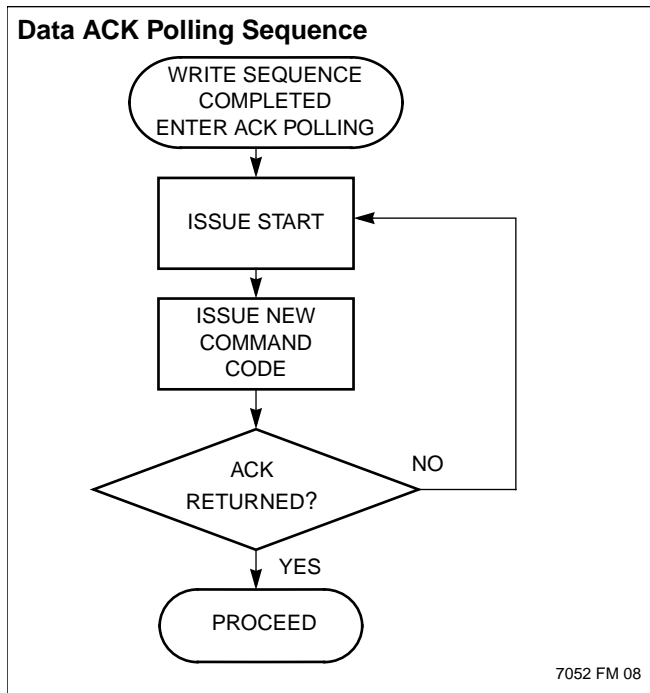 Data ACK Polling Sequence
WRITE SEQUENCE
COMPLETED
ENTER ACK POLLING
ISSUE START
ISSUE NEW
COMMAND
CODE
ACK
RETURNED?
NO
YES
PROCEED
7052 FM 08